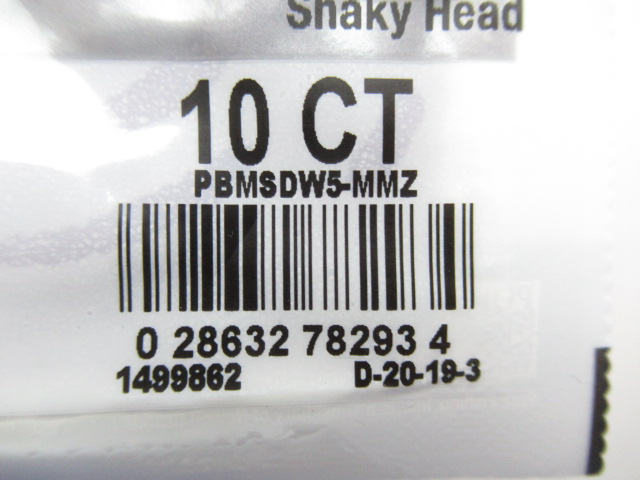 Shaky Head
10 CT
PBMSDW5-MMZ
0 28632 78293 4
1499862 D-20-19-3